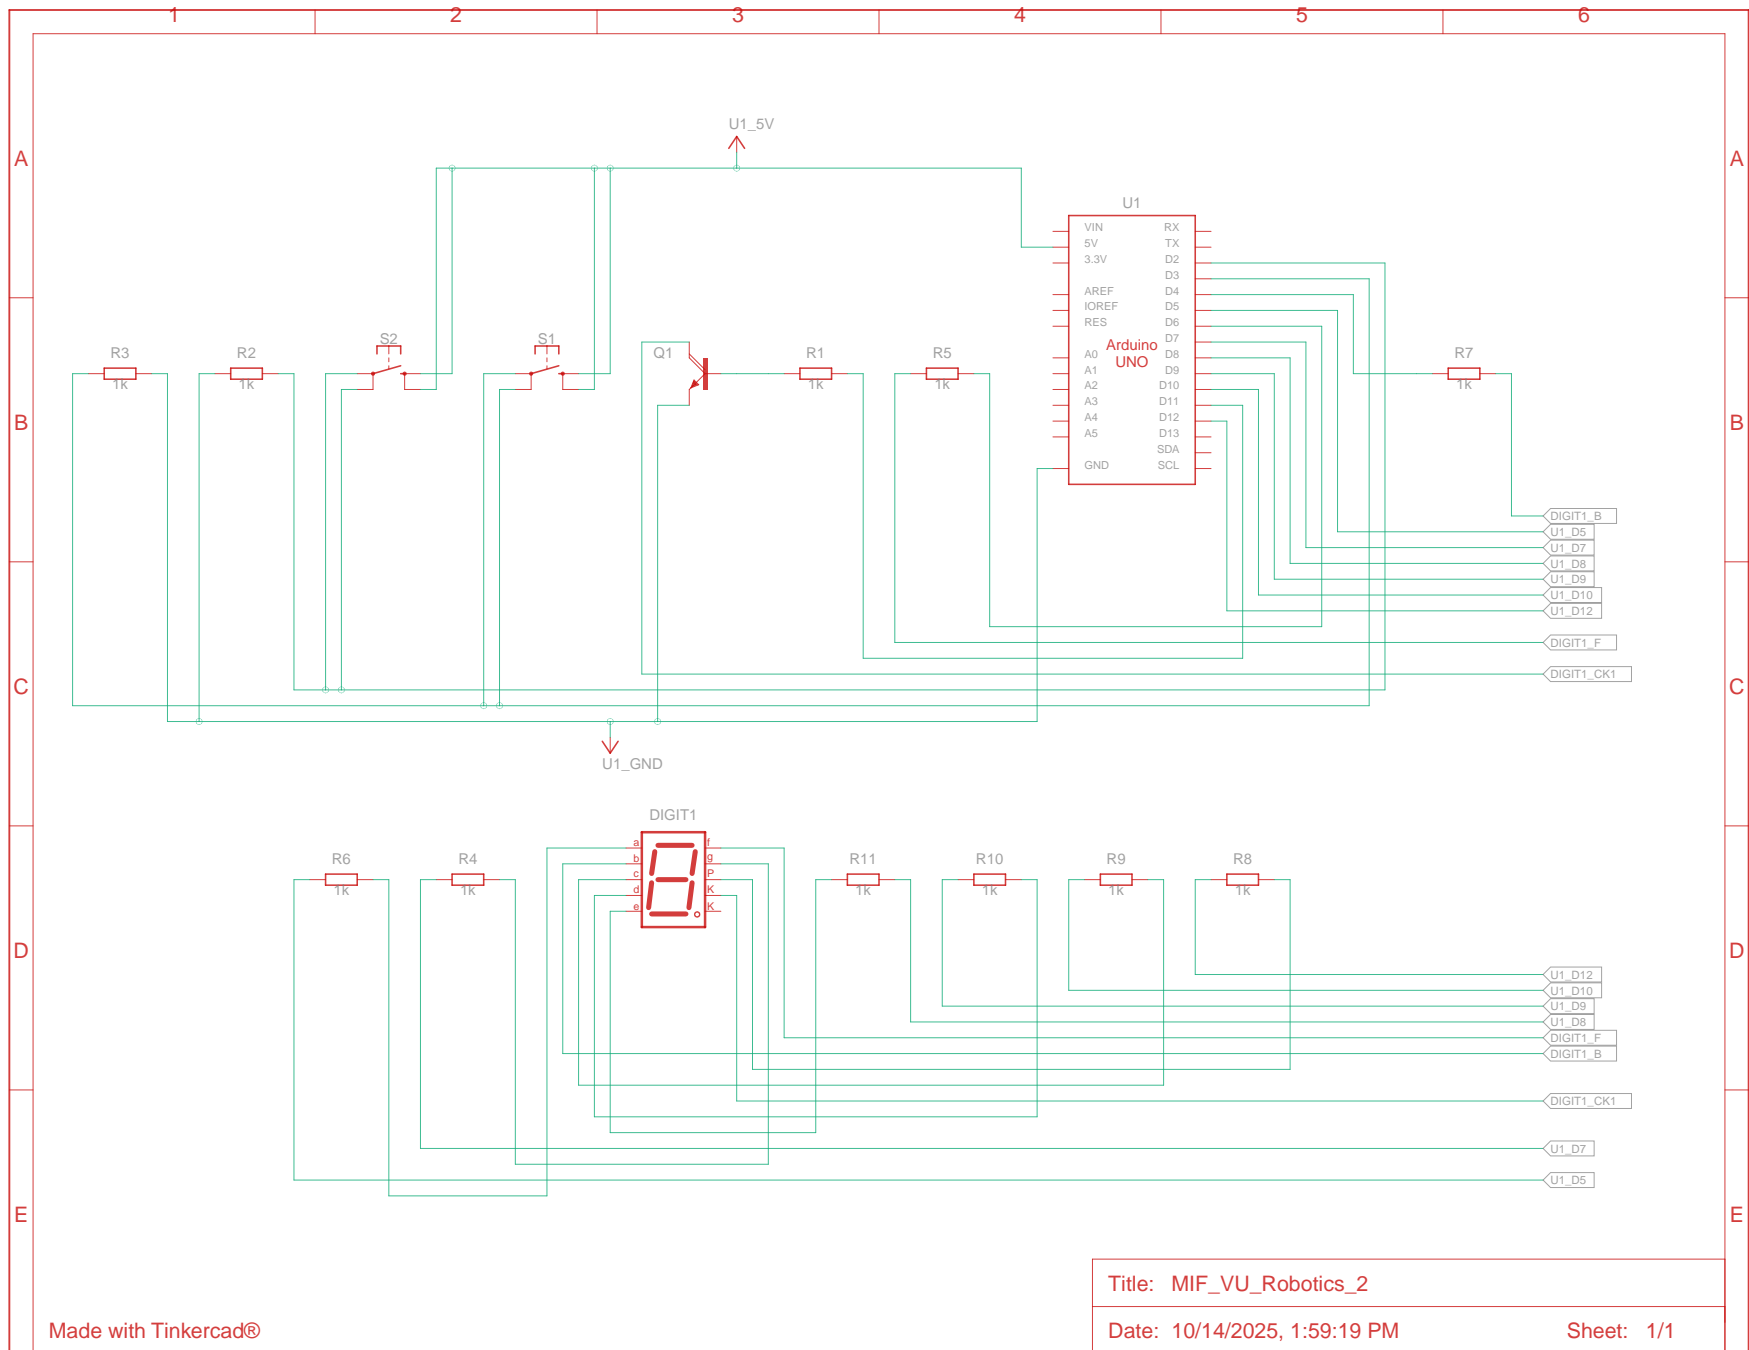 1 2 3 4 5 6
U1_5V
A A
U1
VIN RX
5V TX
3.3V D2
D3
AREF D4
IOREF D5
RES D6
D7
Arduino
UNO
A0 D8
A1 D9
A2 D10
A3 D11
A4 D12
A5 D13
SDA
GND SCL
R3 R2 S2 S1 Q1 R1 R5 R7
1k 1k 1k 1k 1k
B B
DIGIT1_B
U1_D5
U1_D7
U1_D8
U1_D9
U1_D10
U1_D12
DIGIT1_F
DIGIT1_CK1
C C
U1_GND
DIGIT1
a f
b g
c P
d K
e K
R6 R4 R11 R10 R9 R8
1k 1k 1k 1k 1k 1k
D D
U1_D12
U1_D10
U1_D9
U1_D8
DIGIT1_F
DIGIT1_B
DIGIT1_CK1
U1_D7
U1_D5
E E
Title: MIF_VU_Robotics_2
Made with Tinkercad®
Date: 10/14/2025, 1:59:19 PM Sheet: 1/1